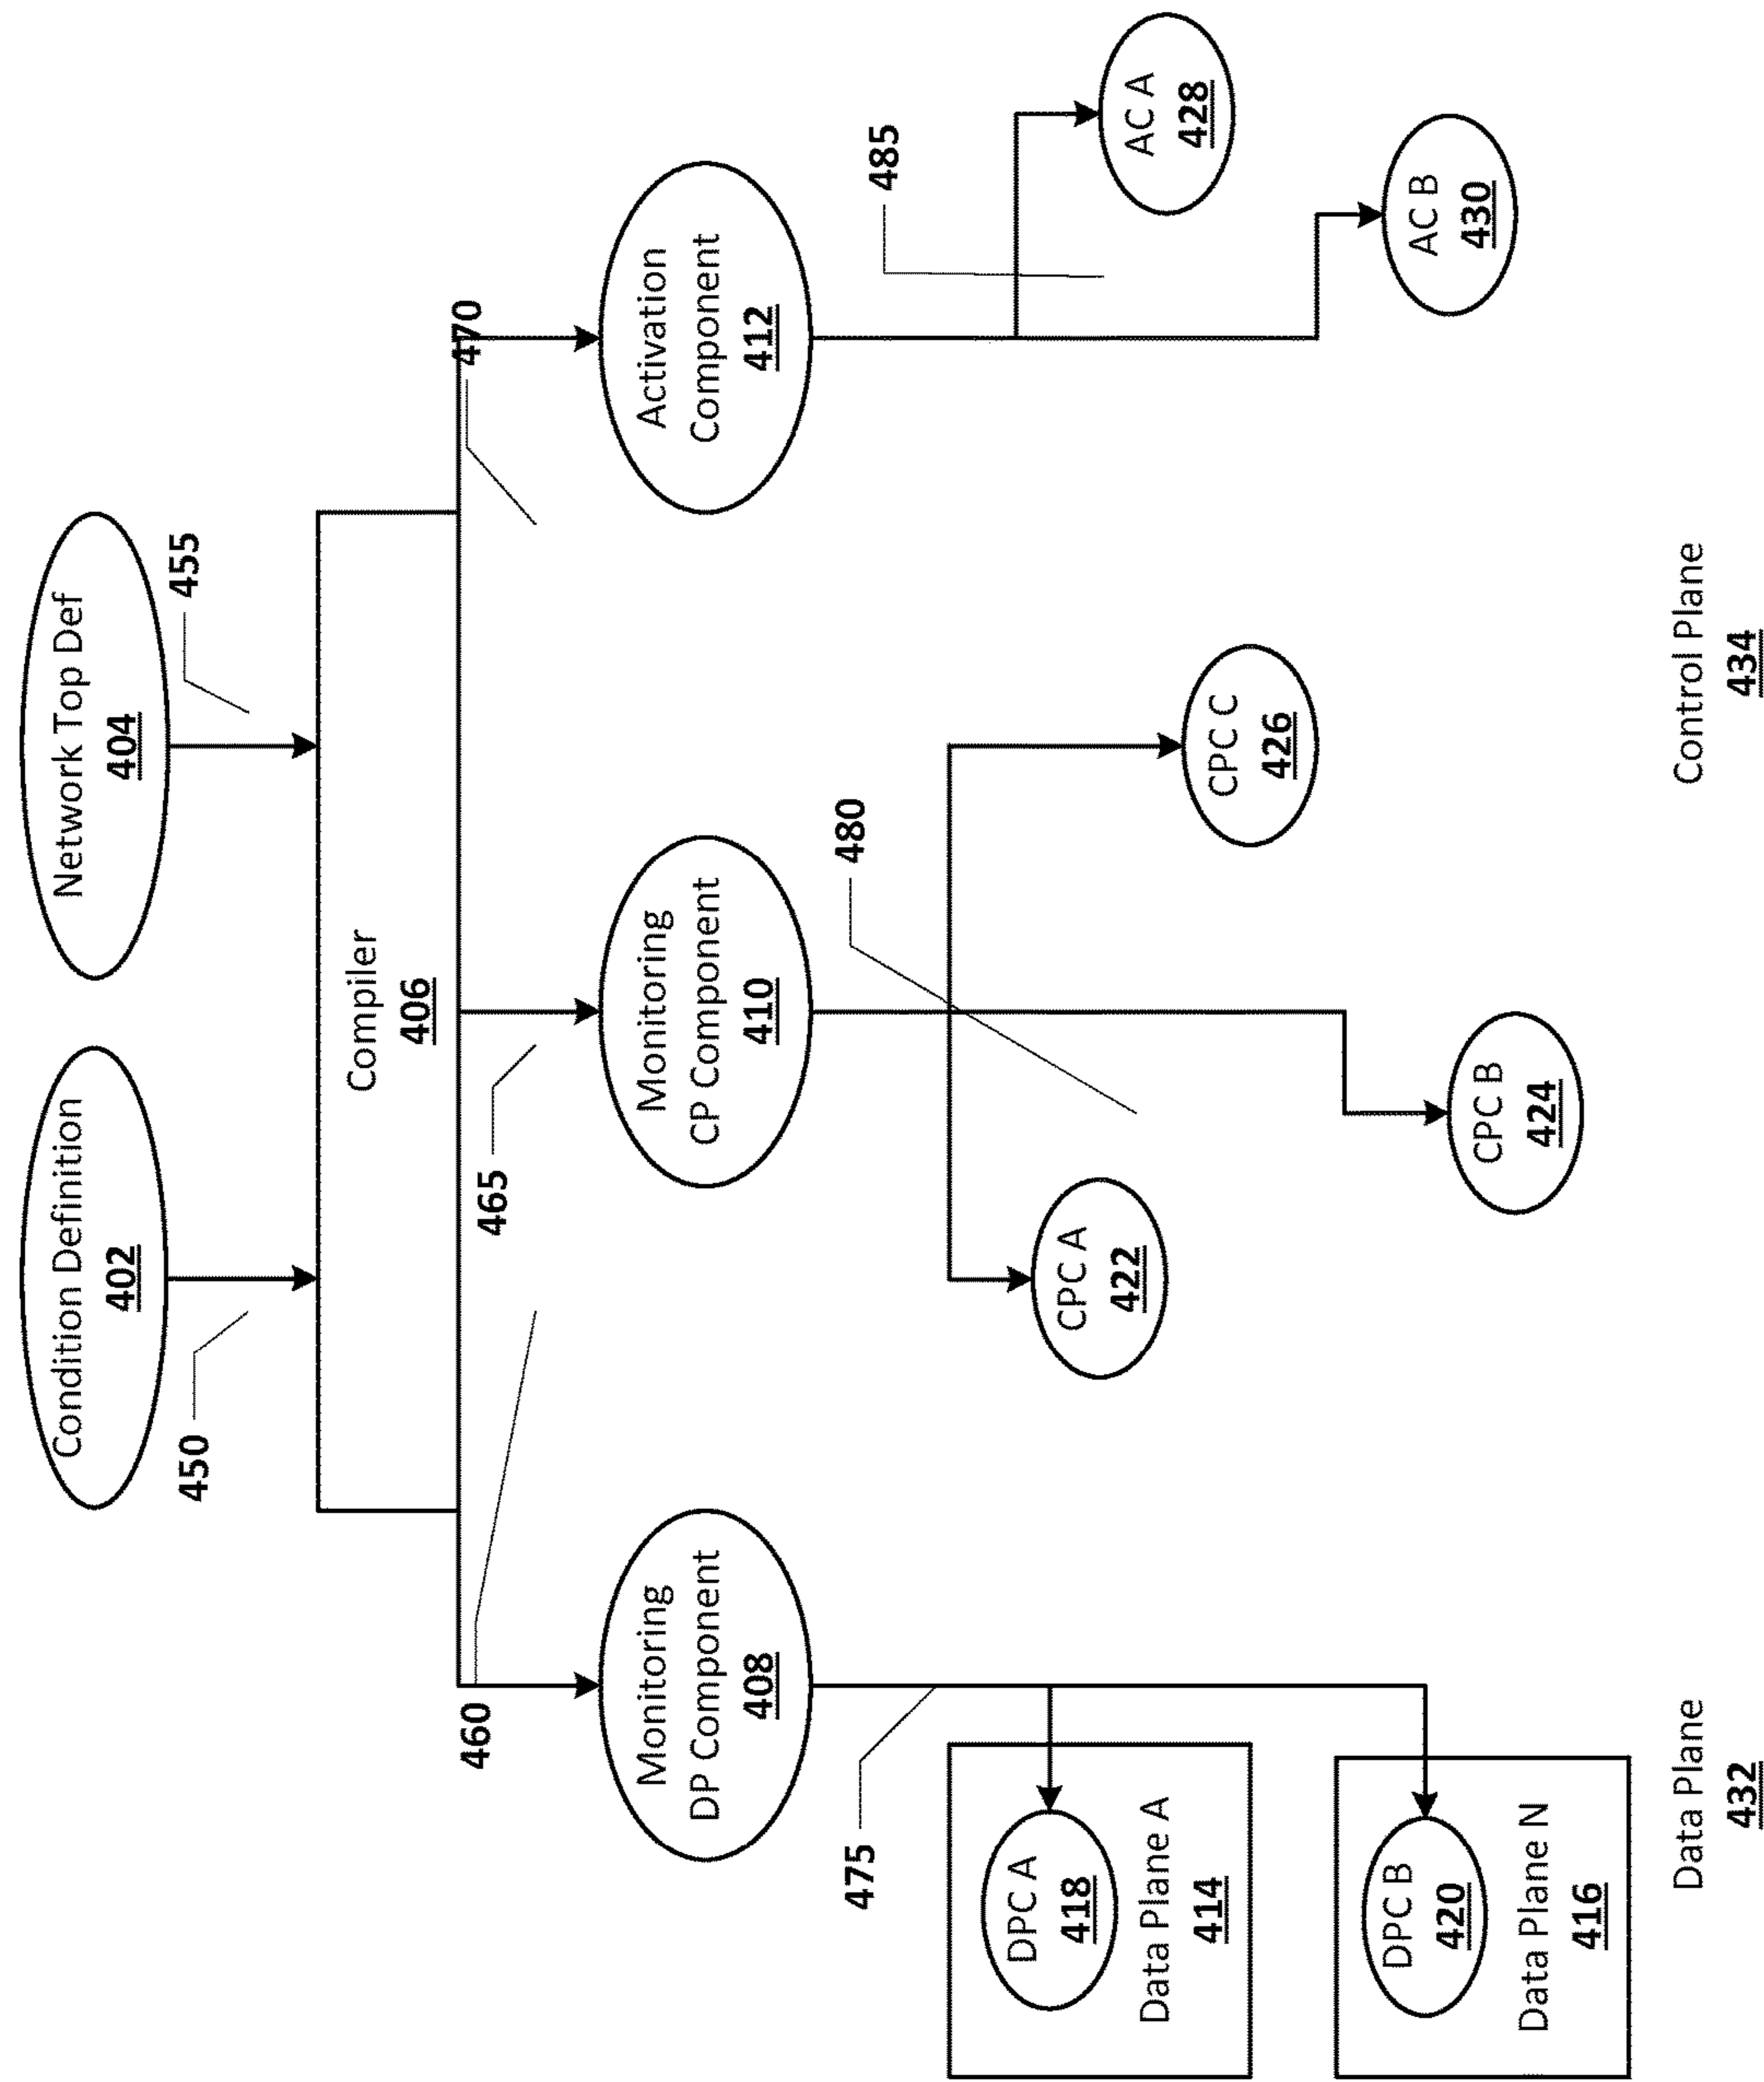 Condition Definition
402
Network Top Def
404
450
455
Compiler
406
460
465
470
Monitoring
DP Component
408
Monitoring
CP Component
410
Activation
Component
412
475
480
485
DPC A
418
Data Plane A
414
DPC B
420
Data Plane N
416
CPC A
422
CPC B
424
CPC C
426
AC A
428
AC B
430
Data Plane
432
Control Plane
434